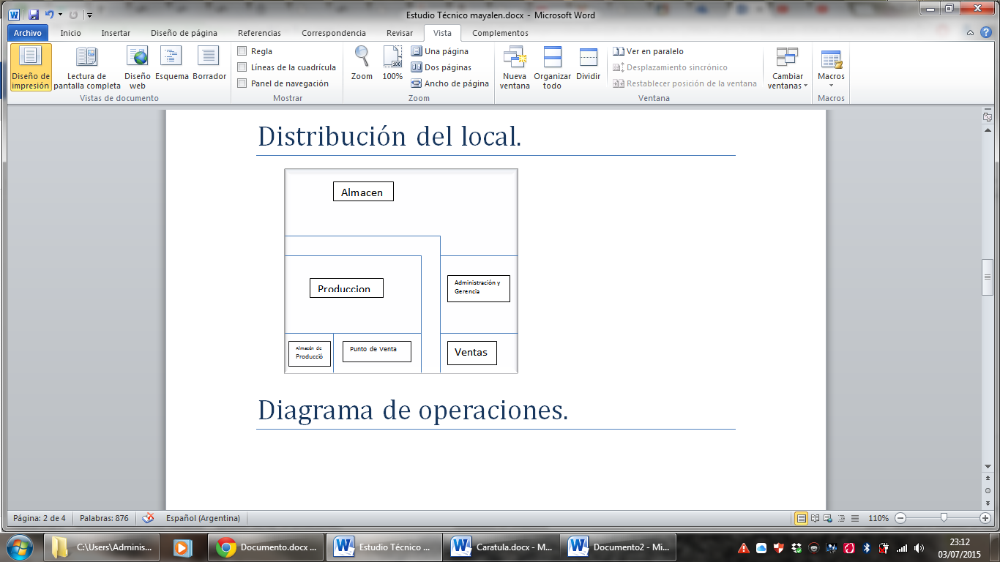 Estudio Técnico mayalen.docx - Microsoft Word
Archivo Inicio Insertar Diseño de página Referencias Correspondencia Revisar Vista Complementos
Diseño de impresión
Lectura de pantalla completa
Diseño web
Esquema
Borrador
Vistas de documento
Regla
Líneas de la cuadrícula
Panel de navegación
Mostrar
Zoom
100
100%
Una página
Dos páginas
Ancho de página
Zoom
Nueva ventana
Organizar todo
Dividir
Ver en paralelo
Desplazamiento sincrónico
Restablecer posición de la ventana
Ventana
Cambiar ventanas
Macros
Macros
Distribución del local.
Almacen
Produccion
Administración y
Gerencia
Almacén de
Producció
Punto de Venta
Ventas
Diagrama de operaciones.
Página: 2 de 4 Palabras: 876 Español (Argentina) 110%
C:\Users\Adminis... Documento.docx ... Estudio Técnico ... Caratula.docx - M... Documento2 - Mi...
23:12
03/07/2015